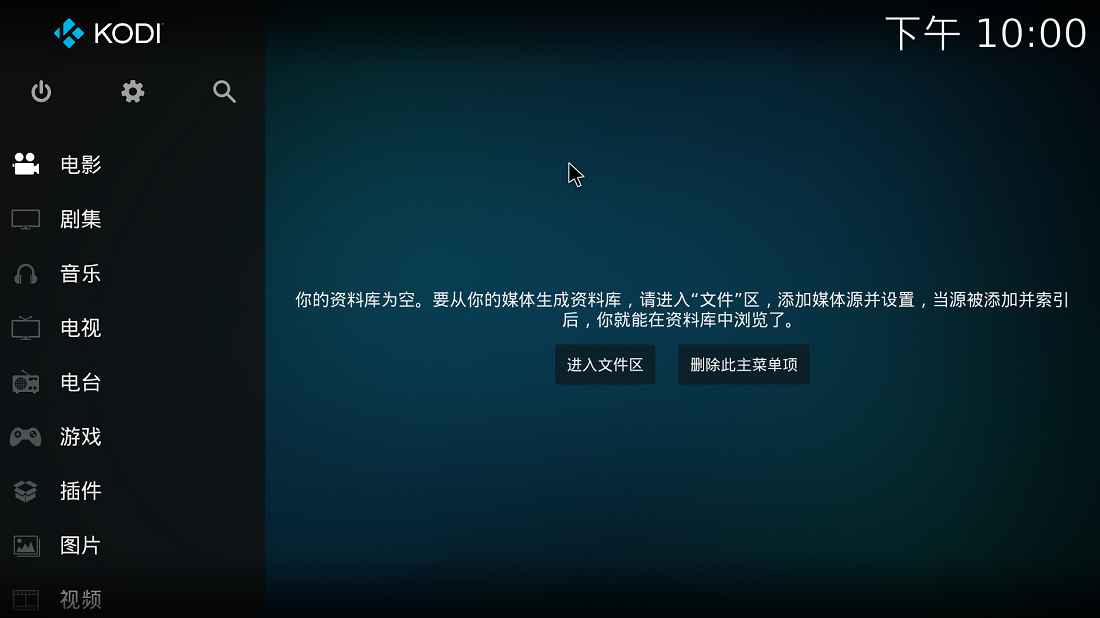 KODI
下午 10:00
电影
剧集
音乐
电视
电台
游戏
插件
图片
视频
你的资料库为空。要从你的媒体生成资料库，请进入“文件”区，添加媒体源并设置，当源被添加并索引
后，你就能在资料库中浏览了。
进入文件区
删除此主菜单项